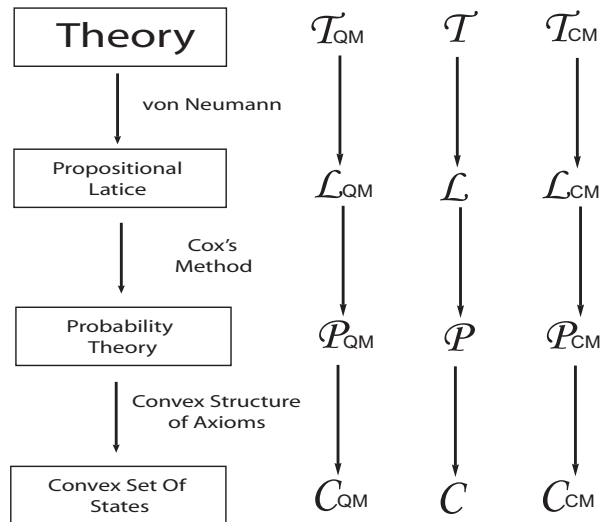 Theory 𝒯QM 𝒯 𝒯CM
von Neumann
Propositional
Latice
ℒQM ℒ ℒCM
Cox's
Method
Probability
Theory
𝒫QM 𝒫 𝒫CM
Convex Structure
of Axioms
Convex Set Of
States
𝒞QM 𝒞 𝒞CM